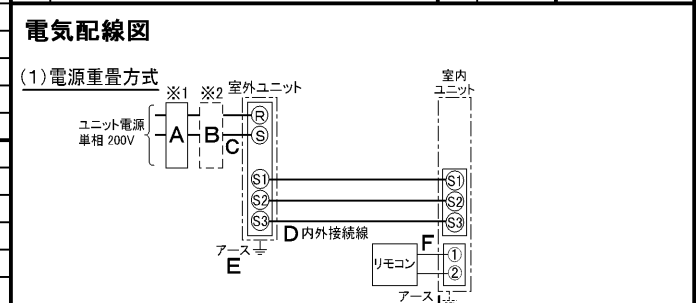 電気配線図
(1)電源重畳方式
※1 ※2 室外ユニット
室内
ユニット
ユニット電源
単相 200V
A
B
C
R
S
S1
S2
S3
S1
S2
S3
D 内外接続線
アース
E
リモコン
F
1
2
アース